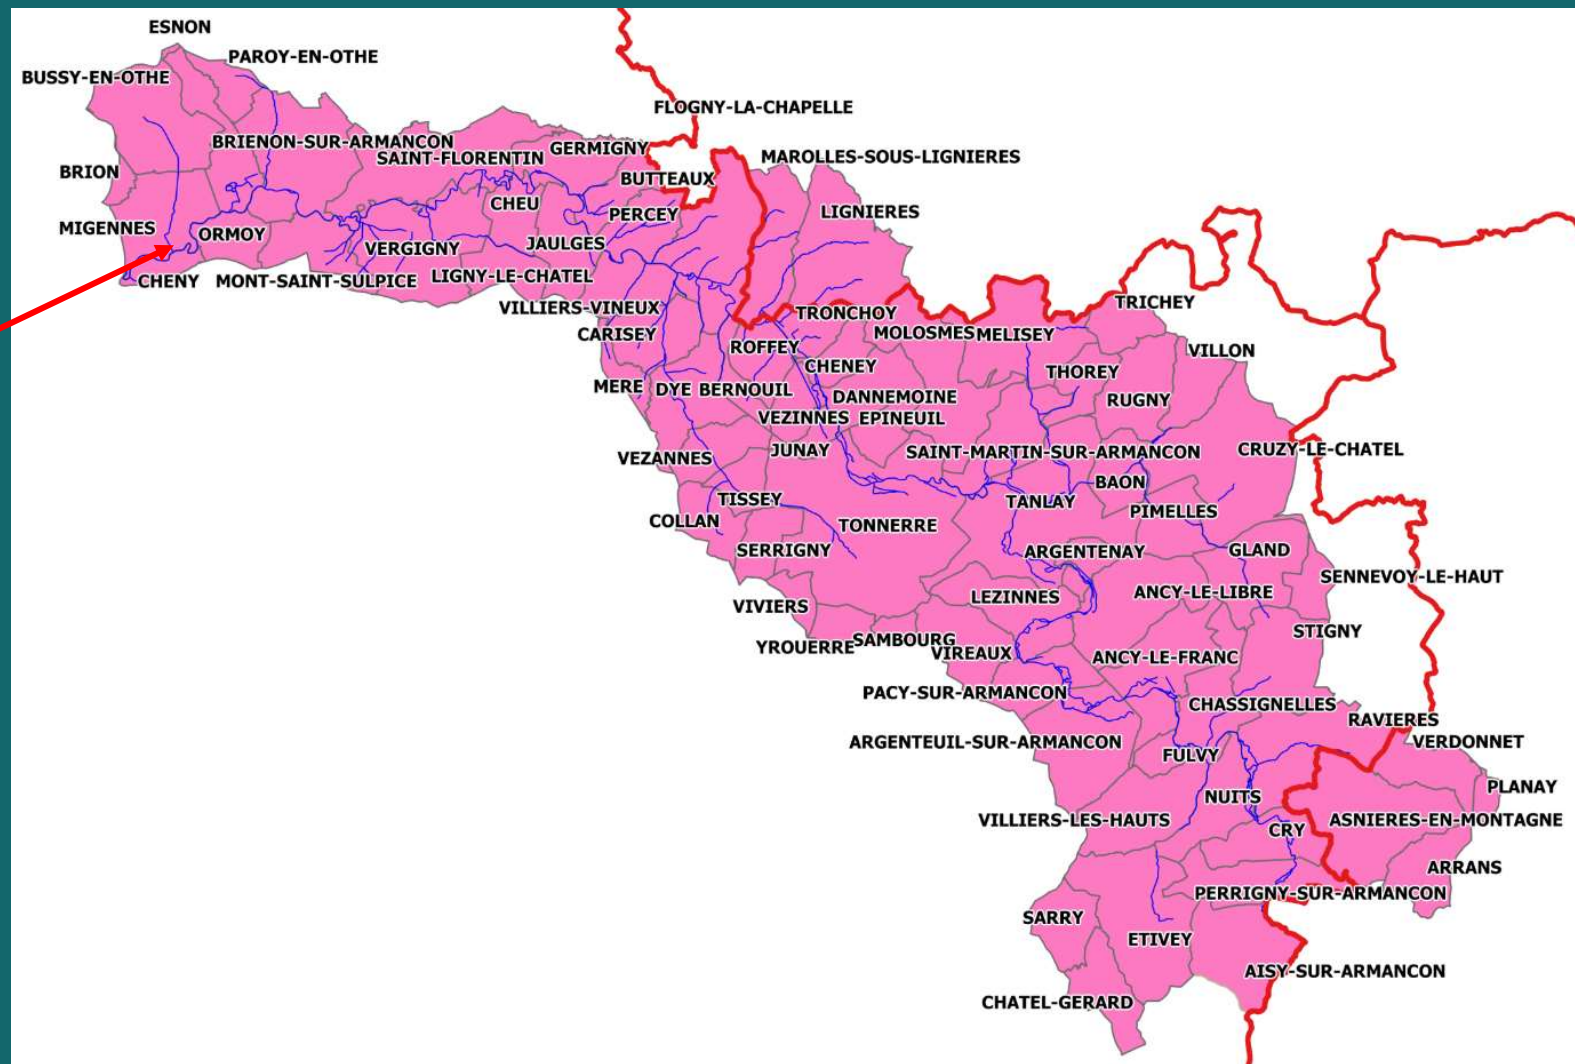 ESNON
PAROY-EN-OTHE
BUSSY-EN-OTHE
FLOGNY-LA-CHAPELLE
BRIENON-SUR-ARMANCON
SAINT-FLORENTIN
GERMIGNY
MAROLLES-SOUS-LIGNIERES
BRION
BUTTEAUX
CHEU
PERCEY
LIGNIERES
MIGENNES
ORMOY
VERGIGNY
JAULGES
CHENY
MONT-SAINT-SULPICE
LIGNY-LE-CHATEL
VILLIERS-VINEUX
TRONCHOY
TRICHEY
CARISEY
ROFFEY
MOLOSMES
MELISEY
VILLON
CHENEY
THOREY
MERE
DYE
BERNOUIL
DANNEMOINE
RUGNY
VEZINNES
EPINEUIL
VEZANNES
JUNAY
SAINT-MARTIN-SUR-ARMANCON
CRUZY-LE-CHATEL
BAON
TISSEY
TANLAY
PIMELLES
COLLAN
TONNERRE
SERRIGNY
ARGENTENAY
GLAND
SENNEVOY-LE-HAUT
LEZINNES
ANCY-LE-LIBRE
VIVIERS
STIGNY
YROUERRE
SAMBOURG
VIREAUX
ANCY-LE-FRANC
PACY-SUR-ARMANCON
CHASSIGNELLES
RAVIERES
ARGENTEUIL-SUR-ARMANCON
VERDONNET
FULVY
PLANAY
NUITS
VILLIERS-LES-HAUTS
CRY
ASNIERES-EN-MONTAGNE
ARRANS
PERRIGNY-SUR-ARMANCON
SARRY
ETIVEY
AISY-SUR-ARMANCON
CHATEL-GERARD